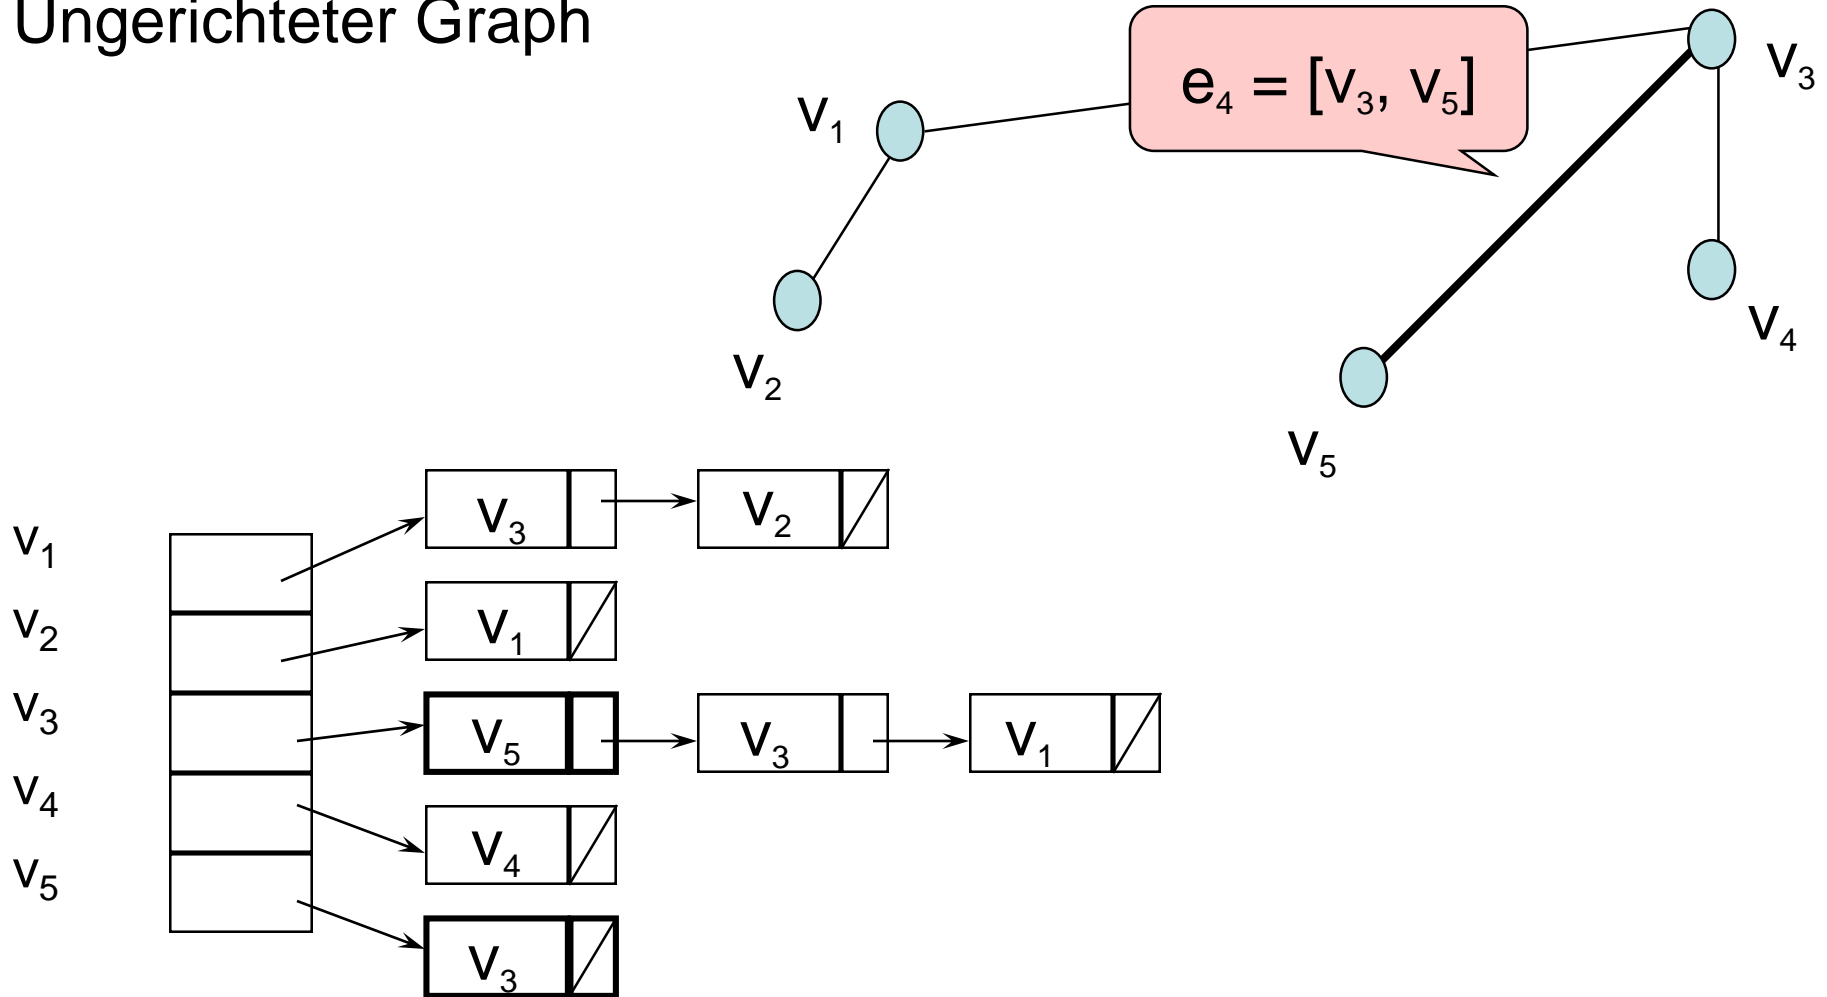 Ungerichteter Graph
e₄ = [v₃, v₅]
v₃
v₁
v₄
v₂
v₅
v₁
v₃
v₂
v₂
v₁
v₃
v₅
v₃
v₁
v₄
v₄
v₅
v₃